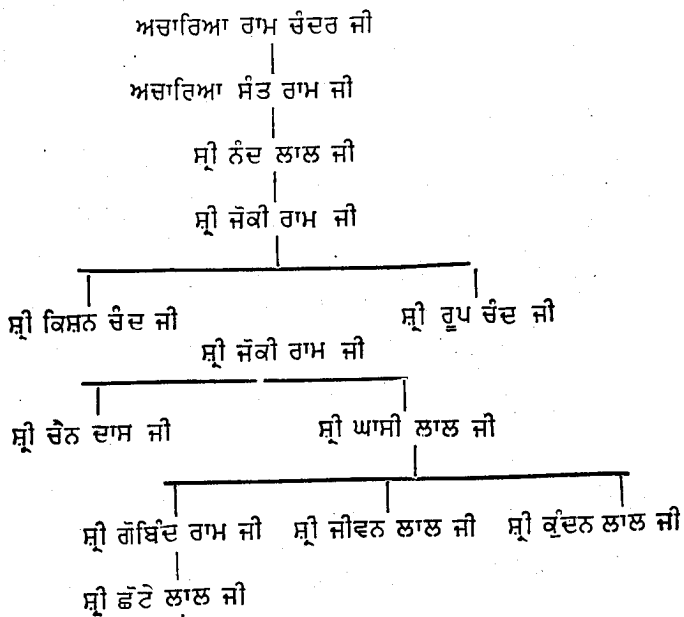 ਅਚਾਰਿਆ ਰਾਮ ਚੰਦਰ ਜੀ
ਅਚਾਰਿਆ ਸੰਤ ਰਾਮ ਜੀ
ਸ੍ਰੀ ਨੰਦ ਲਾਲ ਜੀ
ਸ਼੍ਰੀ ਜੋਕੀ ਰਾਮ ਜੀ
ਸ਼੍ਰੀ ਕਿਸ਼ਨ ਚੰਦ ਜੀ ਸ਼੍ਰੀ ਰੂਪ ਚੰਦ ਜੀ
ਸ਼੍ਰੀ ਜੋਕੀ ਰਾਮ ਜੀ
ਸ਼੍ਰੀ ਚੈਨ ਦਾਸ ਜੀ ਸ਼੍ਰੀ ਘਾਸੀ ਲਾਲ ਜੀ
ਸ਼੍ਰੀ ਗੋਬਿੰਦ ਰਾਮ ਜੀ ਸ਼੍ਰੀ ਜੀਵਨ ਲਾਲ ਜੀ ਸ਼੍ਰੀ ਕੁੰਦਨ ਲਾਲ ਜੀ
ਸ਼੍ਰੀ ਛੋਟੇ ਲਾਲ ਜੀ